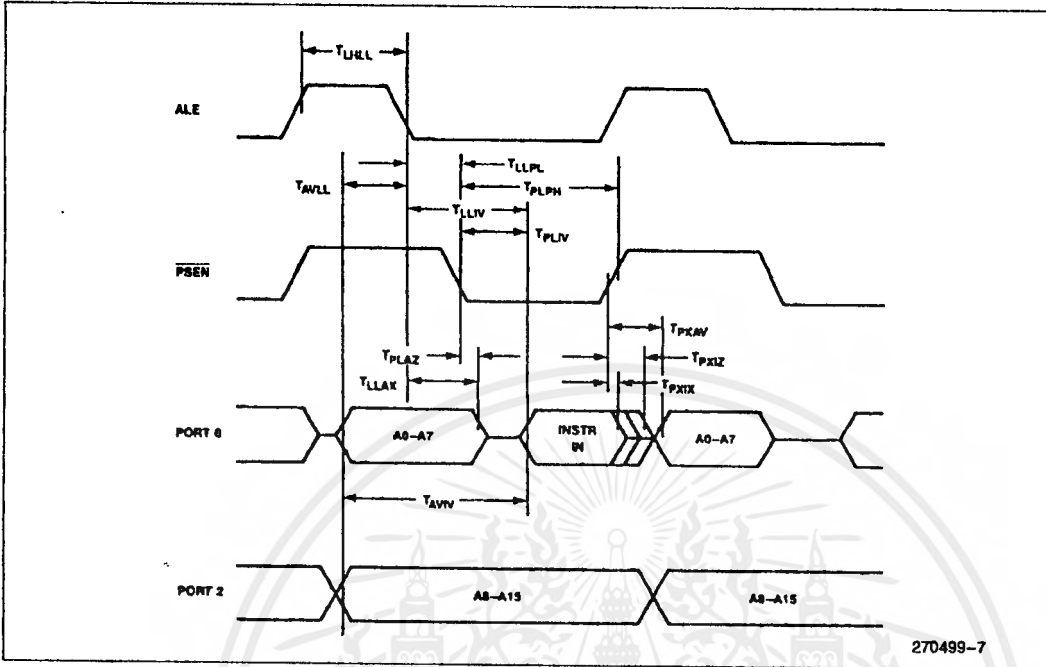 TLHLL
ALE
TLLPL
TAVLL
TPLPH
TLLIV
TPLIV
PSEN
TPXAV
TPLAZ
TPXIZ
TLLAX
TPXIX
PORT 0
A0–A7
INSTR
IN
A0–A7
TAVIV
PORT 2
A8–A15
A8–A15
270499–7